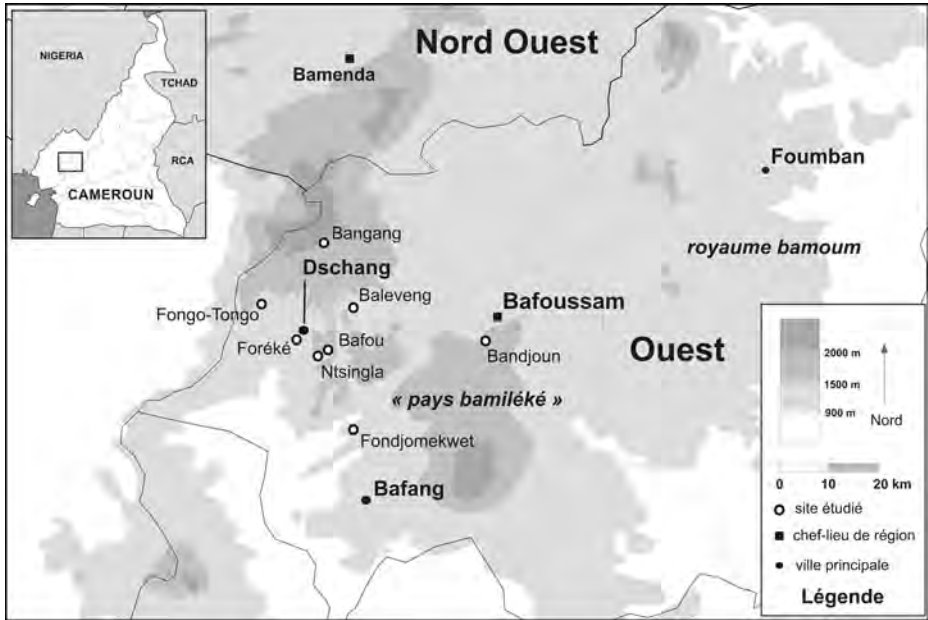 NIGERIA
TCHAD
RCA
CAMEROUN
Nord Ouest
Bamenda
Foumban
royaume bamoum
Bangang
Dschang
Baleveng
Fongo-Tongo
Bafoussam
Foréké
Bafou
Bandjoun
Ouest
Ntsingla
« pays bamiléké »
Fondjomekwet
Bafang
2000 m
1500 m
900 m
Nord
0 10 20 km
site étudié
chef-lieu de région
ville principale
Légende